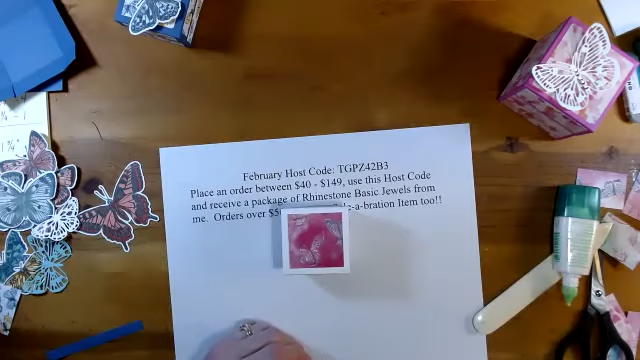 February Host Code: TGPZ42B3
Place an order between $40 - $149, use this Host Code
and receive a package of Rhinestone Basic Jewels from
me. Orders over a-bration Item too!!